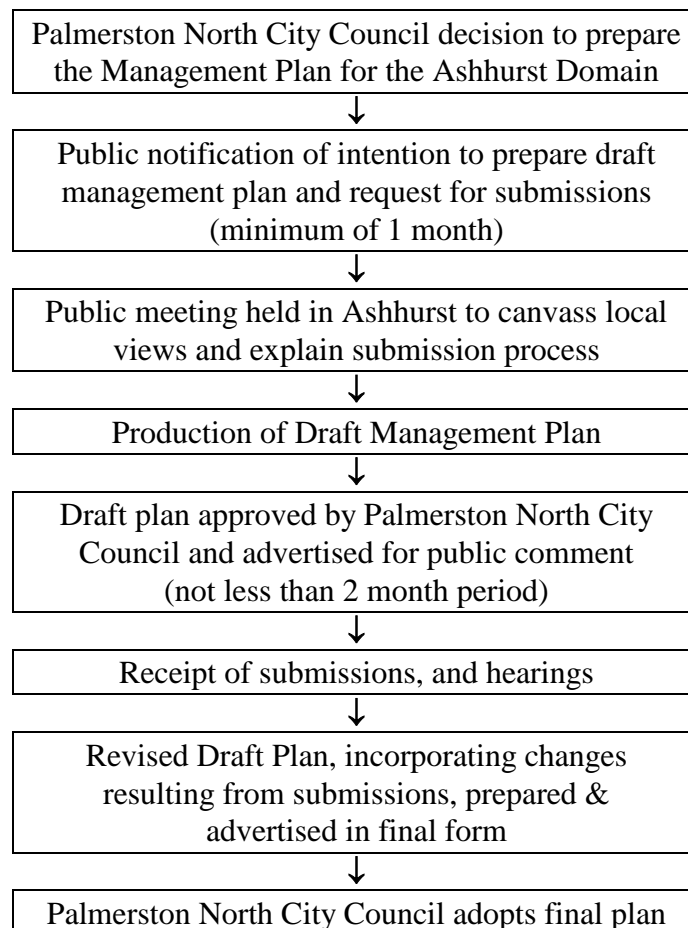 Palmerston North City Council decision to prepare
the Management Plan for the Ashhurst Domain
Public notification of intention to prepare draft
management plan and request for submissions
(minimum of 1 month)
Public meeting held in Ashhurst to canvass local
views and explain submission process
Production of Draft Management Plan
Draft plan approved by Palmerston North City
Council and advertised for public comment
(not less than 2 month period)
Receipt of submissions, and hearings
Revised Draft Plan, incorporating changes
resulting from submissions, prepared &
advertised in final form
Palmerston North City Council adopts final plan